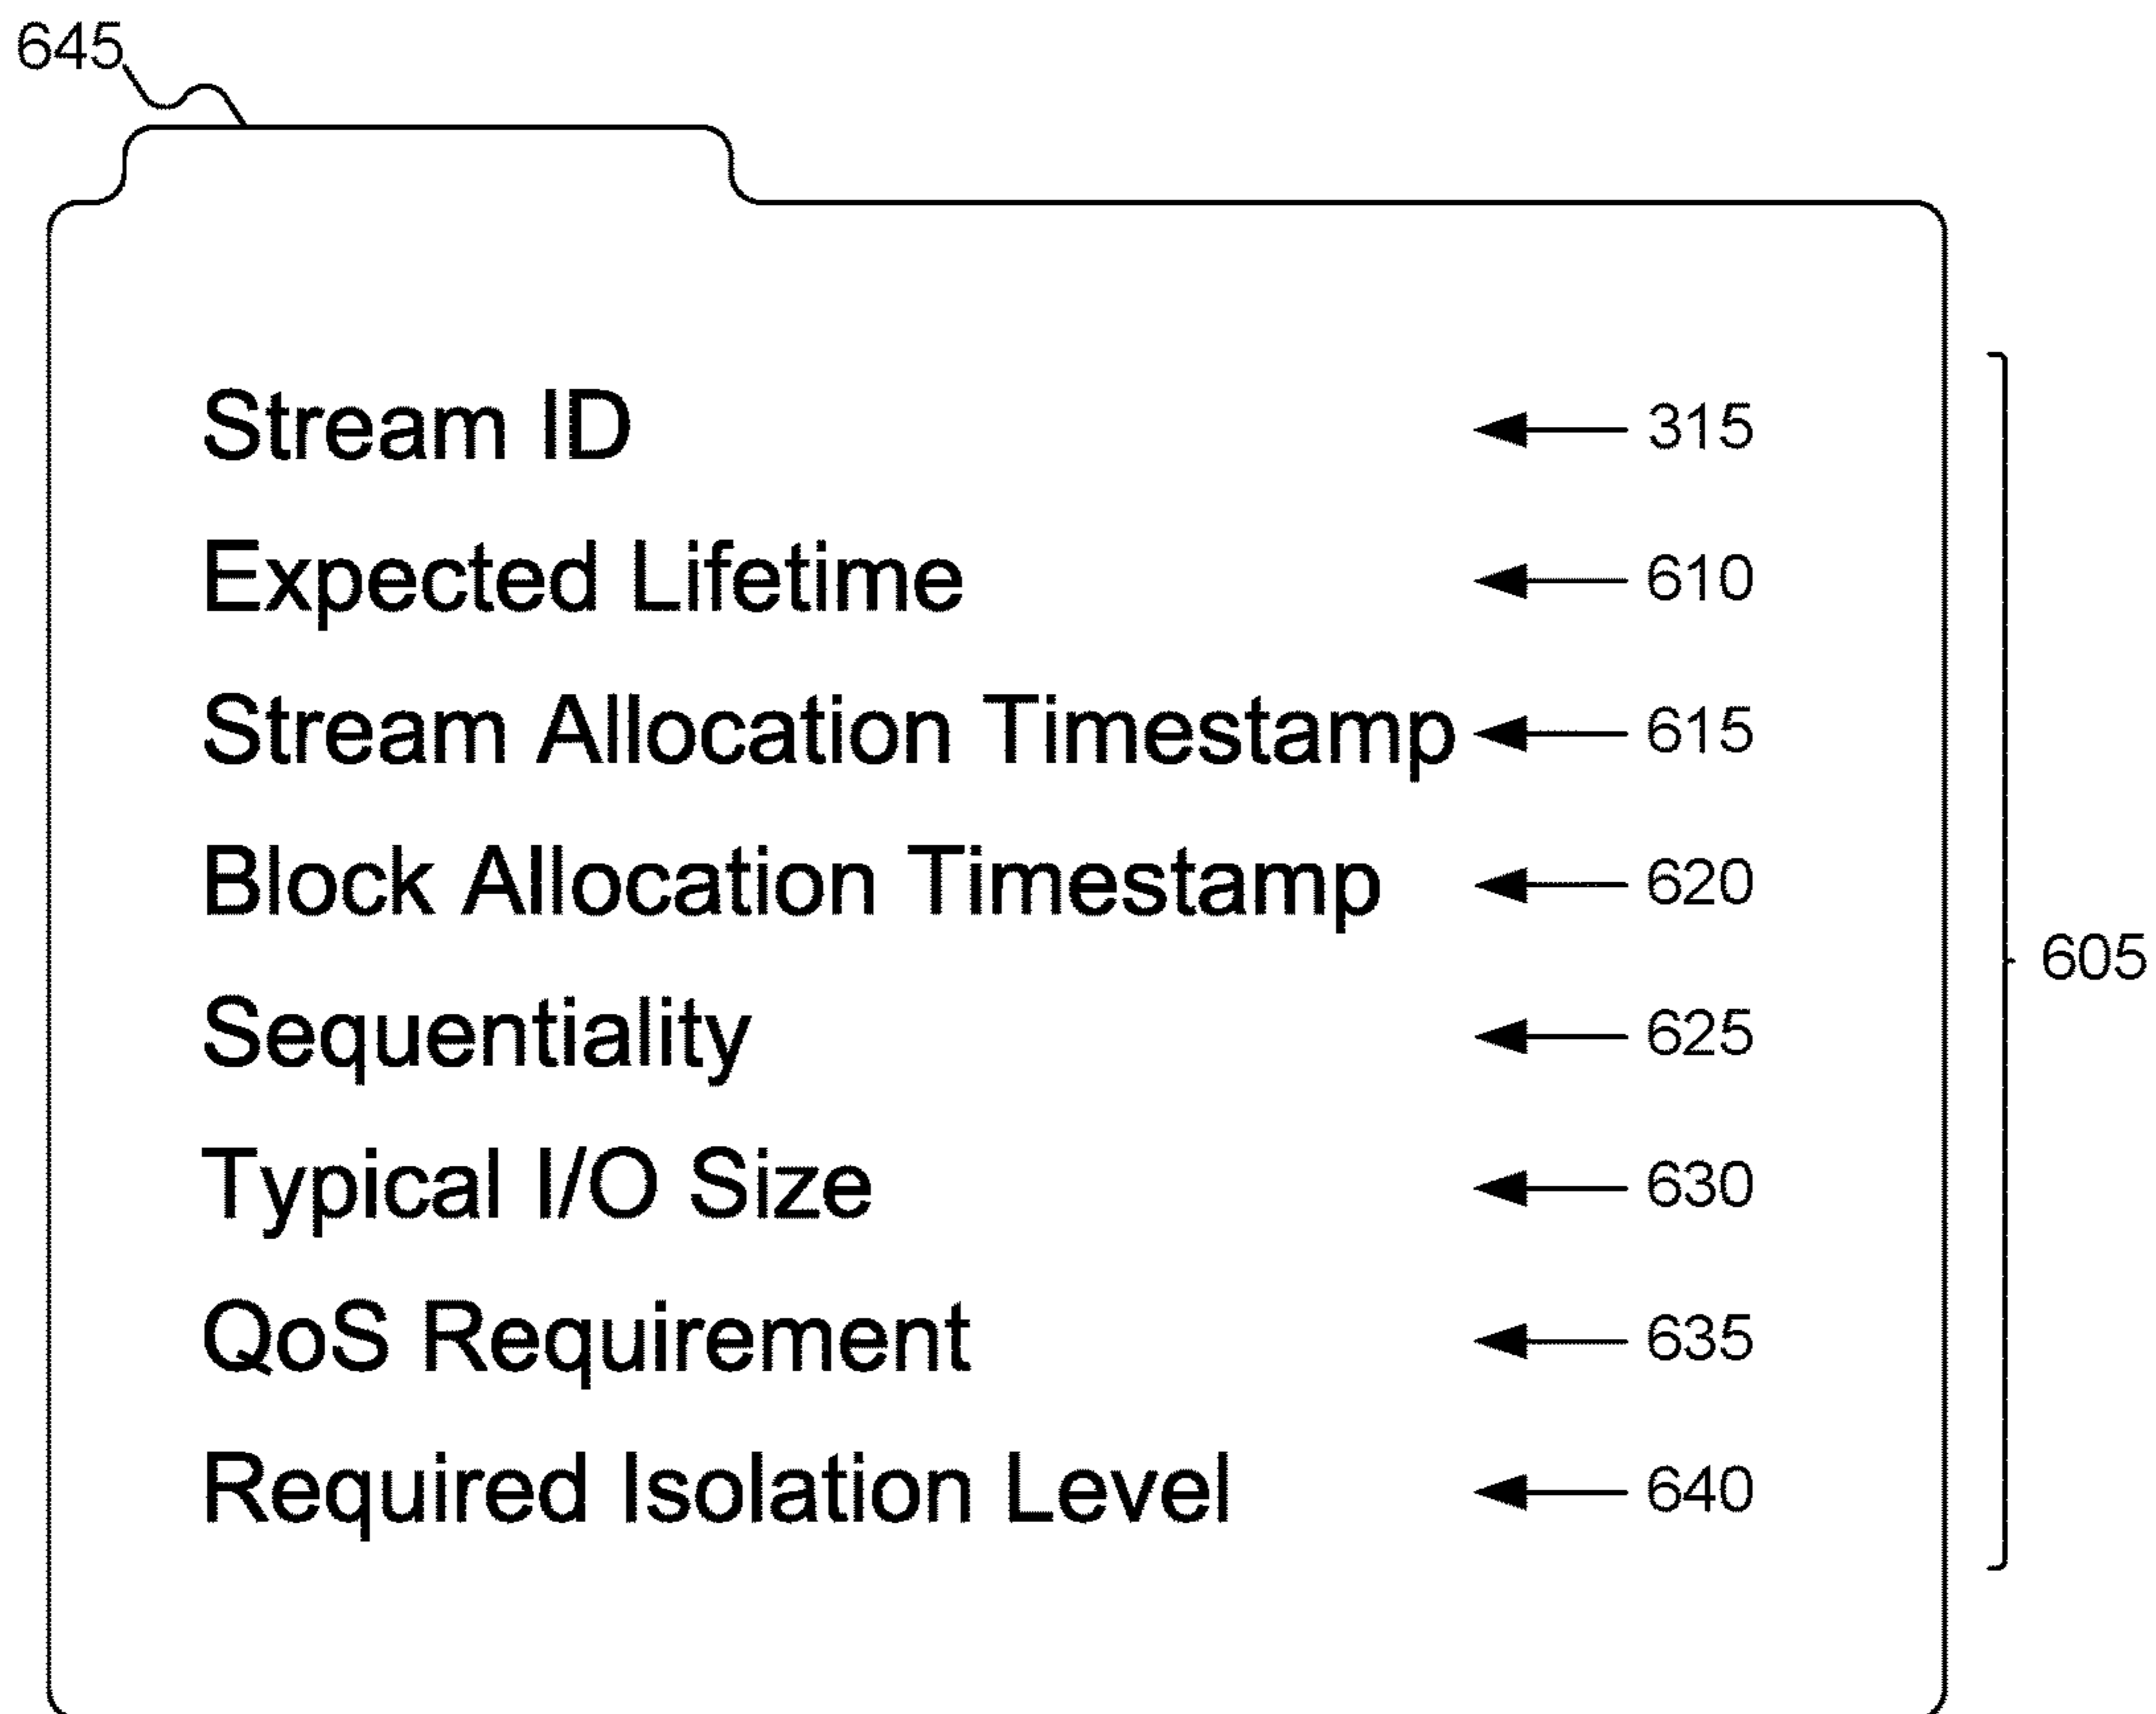 645
Stream ID 315
Expected Lifetime 610
Stream Allocation Timestamp 615
Block Allocation Timestamp 620
605
Sequentiality 625
Typical I/O Size 630
QoS Requirement 635
Required Isolation Level 640